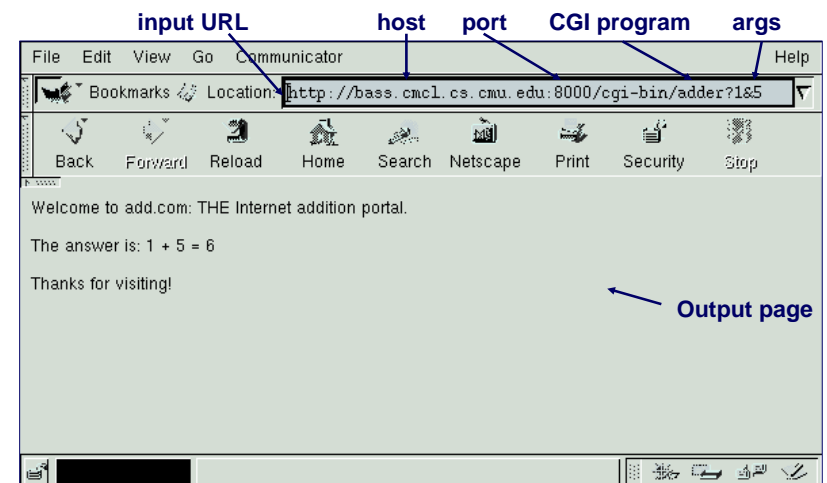 input URL host port CGI program args
File Edit View Go Communicator Help
Bookmarks Location: http://bass.cmcl.cs.cmu.edu:8000/cgi-bin/adder?1&5
Back Forward Reload Home Search Netscape Print Security Stop
Welcome to add.com: THE Internet addition portal.
The answer is: 1 + 5 = 6
Thanks for visiting!
Output page